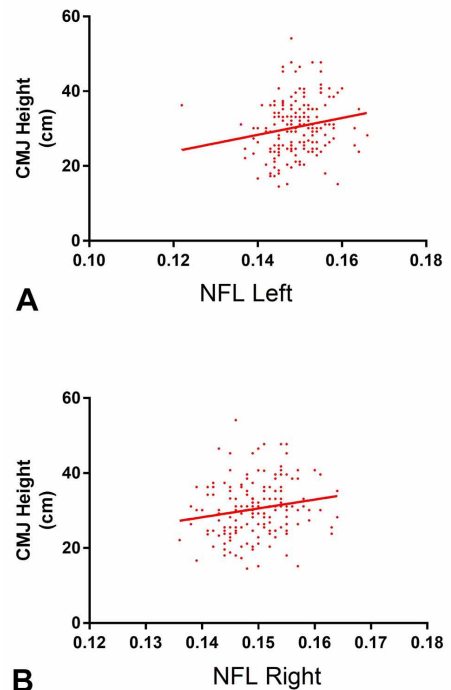 60
40
20
0
CMJ Height
(cm)
0.10 0.12 0.14 0.16 0.18
NFL Left
A
60
40
20
0
CMJ Height
(cm)
0.12 0.13 0.14 0.15 0.16 0.17 0.18
NFL Right
B